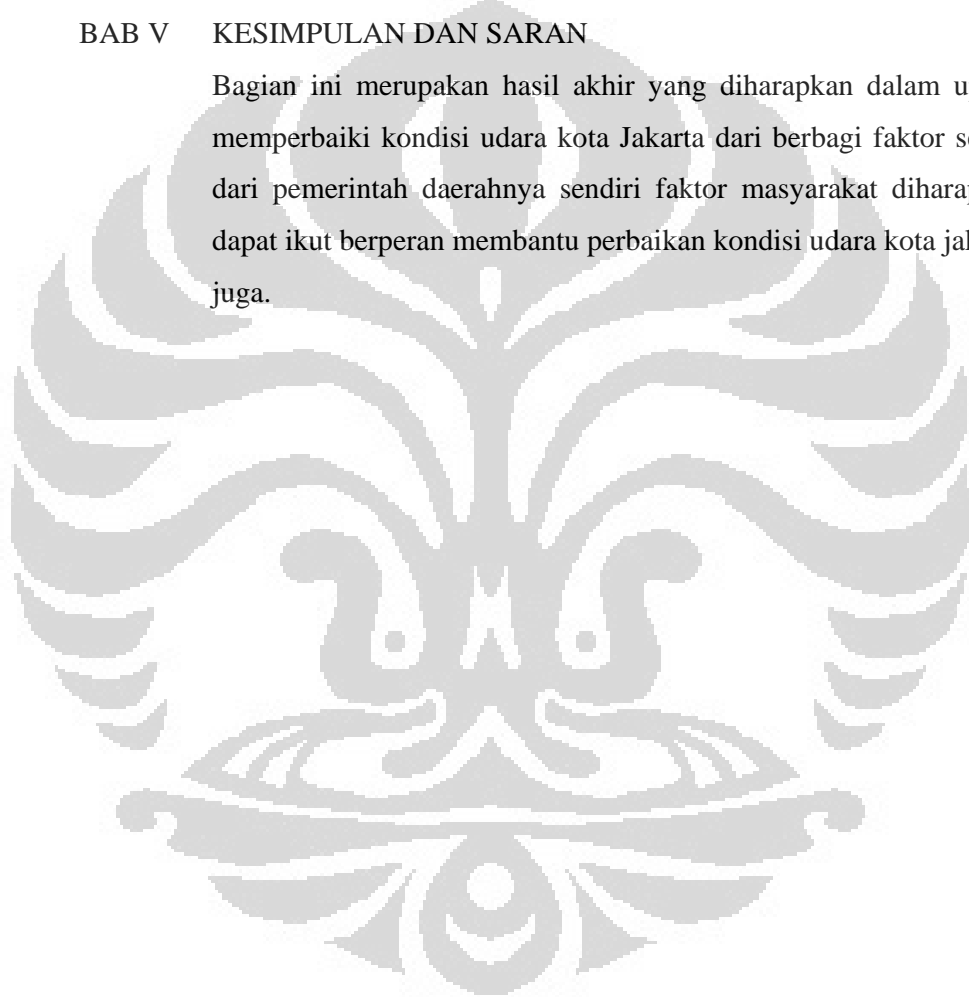 BAB V KESIMPULAN DAN SARAN
Bagian ini merupakan hasil akhir yang diharapkan dalam
memperbaiki kondisi udara kota Jakarta dari berbagi faktor
dari pemerintah daerahnya sendiri faktor masyarakat
dapat ikut berperan membantu perbaikan kondisi udara kota
juga.